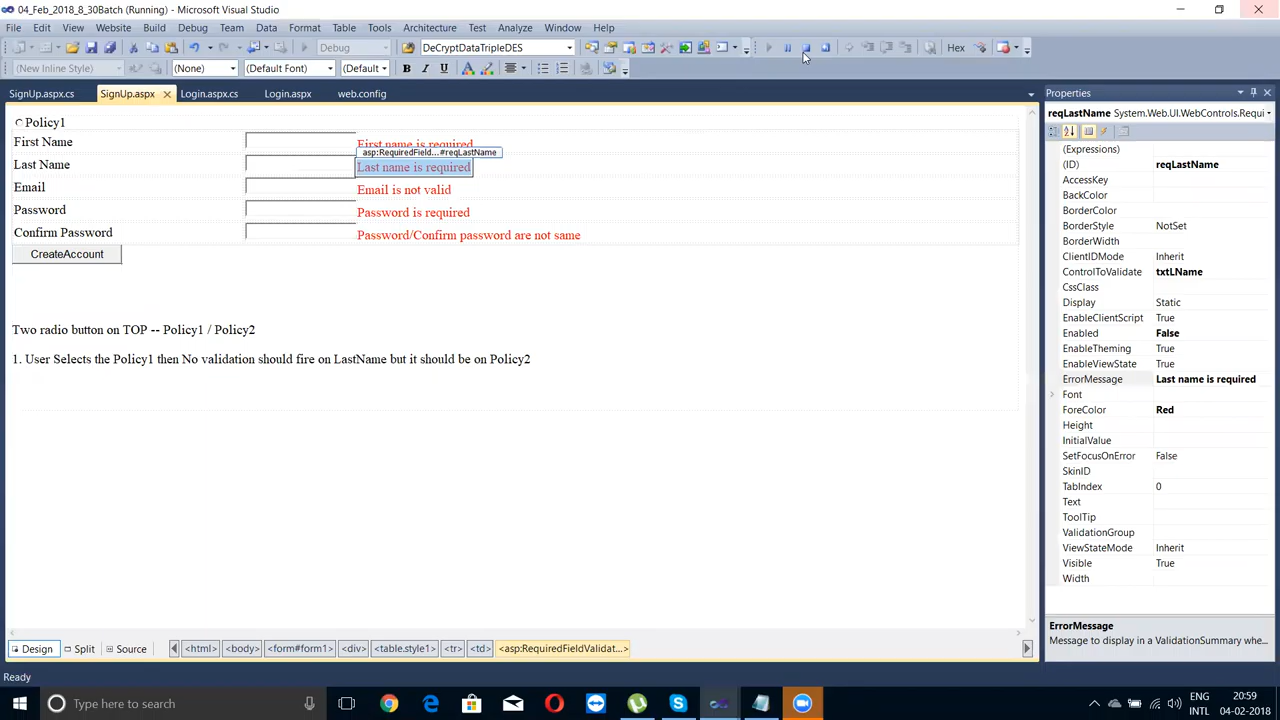 04_Feb_2018_8_30Batch (Running) - Microsoft Visual Studio
File Edit View Website Build Debug Team Data Format Table Tools Architecture Test Analyze Window Help
Debug DeCryptDataTripleDES Hex
(New Inline Style) (None) (Default Font) (Default B I U A
SignUp.aspx.cs SignUp.aspx Login.aspx.cs Login.aspx web.config
Policy1
First Name First name is required
asp:RequiredField...#reqLastName
Last Name Last name is required
Email Email is not valid
Password Password is required
Confirm Password Password/Confirm password are not same
CreateAccount
Two radio button on TOP -- Policy1 / Policy2
1. User Selects the Policy1 then No validation should fire on LastName but it should be on Policy2
Design Split Source <html> <body> <form#form1> <div> <table.style1> <tr> <td> <asp:RequiredFieldValidat...>
Properties
reqLastName System.Web.UI.WebControls.Requi
(Expressions)
(ID) reqLastName
AccessKey
BackColor
BorderColor
BorderStyle NotSet
BorderWidth
ClientIDMode Inherit
ControlToValidate txtLName
CssClass
Display Static
EnableClientScript True
Enabled False
EnableTheming True
EnableViewState True
ErrorMessage Last name is required
Font
ForeColor Red
Height
InitialValue
SetFocusOnError False
SkinID
TabIndex 0
Text
ToolTip
ValidationGroup
ViewStateMode Inherit
Visible True
Width
ErrorMessage
Message to display in a ValidationSummary whe...
Ready
Type here to search
ENG 20:59
INTL 04-02-2018